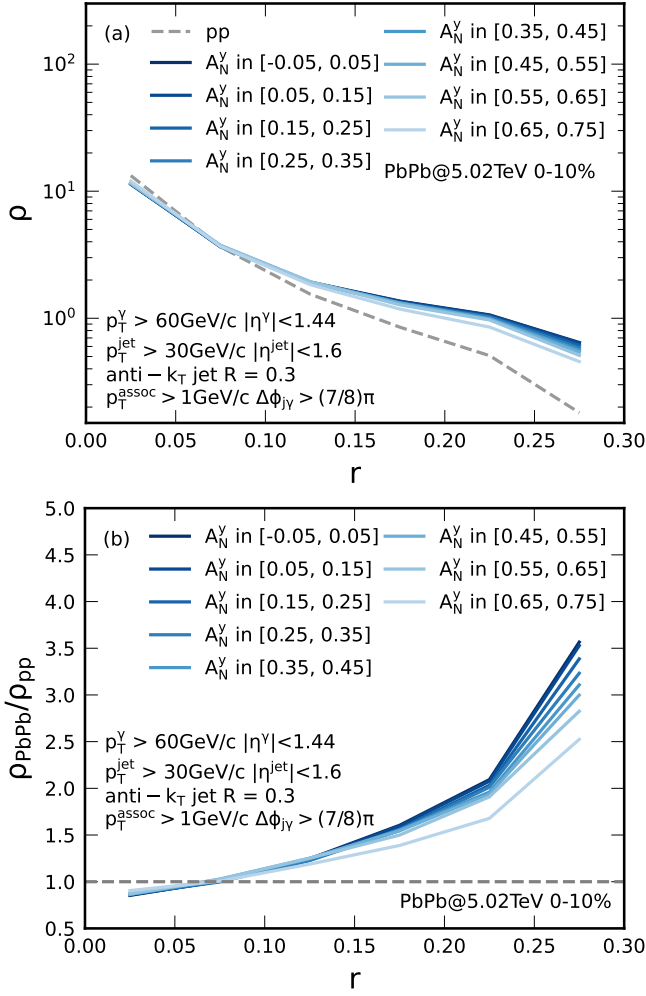 (a)
pp
A_N^y in [-0.05, 0.05]
A_N^y in [0.05, 0.15]
A_N^y in [0.15, 0.25]
A_N^y in [0.25, 0.35]
A_N^y in [0.35, 0.45]
A_N^y in [0.45, 0.55]
A_N^y in [0.55, 0.65]
A_N^y in [0.65, 0.75]
PbPb@5.02TeV 0-10%
10^2
10^1
10^0
ρ
p_T^γ > 60GeV/c |η^γ|<1.44
p_T^jet > 30GeV/c |η^jet|<1.6
anti − k_T jet R = 0.3
p_T^assoc > 1GeV/c Δϕ_jγ > (7/8)π
0.00 0.05 0.10 0.15 0.20 0.25 0.30
r
(b)
A_N^y in [-0.05, 0.05]
A_N^y in [0.05, 0.15]
A_N^y in [0.15, 0.25]
A_N^y in [0.25, 0.35]
A_N^y in [0.35, 0.45]
A_N^y in [0.45, 0.55]
A_N^y in [0.55, 0.65]
A_N^y in [0.65, 0.75]
5.0
4.5
4.0
3.5
3.0
2.5
2.0
1.5
1.0
0.5
ρ_PbPb/ρ_pp
p_T^γ > 60GeV/c |η^γ|<1.44
p_T^jet > 30GeV/c |η^jet|<1.6
anti − k_T jet R = 0.3
p_T^assoc > 1GeV/c Δϕ_jγ > (7/8)π
PbPb@5.02TeV 0-10%
0.00 0.05 0.10 0.15 0.20 0.25 0.30
r